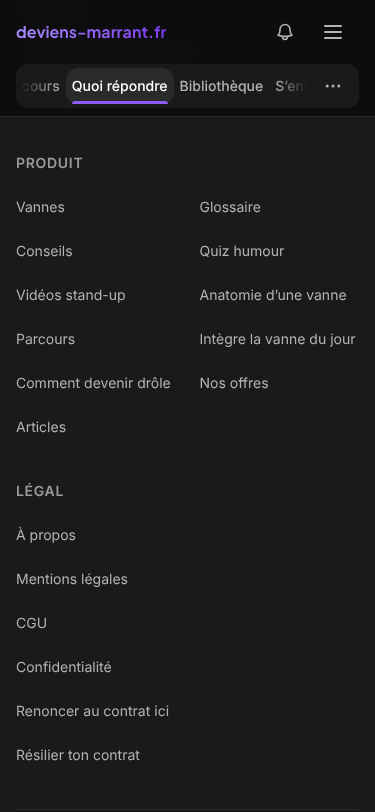 deviens-marrant.fr
cours Quoi répondre Bibliothèque
PRODUIT
Vannes
Glossaire
Conseils
Quiz humour
Vidéos stand-up
Anatomie d'une vanne
Parcours
Intègre la vanne du jour
Comment devenir drôle
Nos offres
Articles
LÉGAL
À propos
Mentions légales
CGU
Confidentialité
Renoncer au contrat ici
Résilier ton contrat